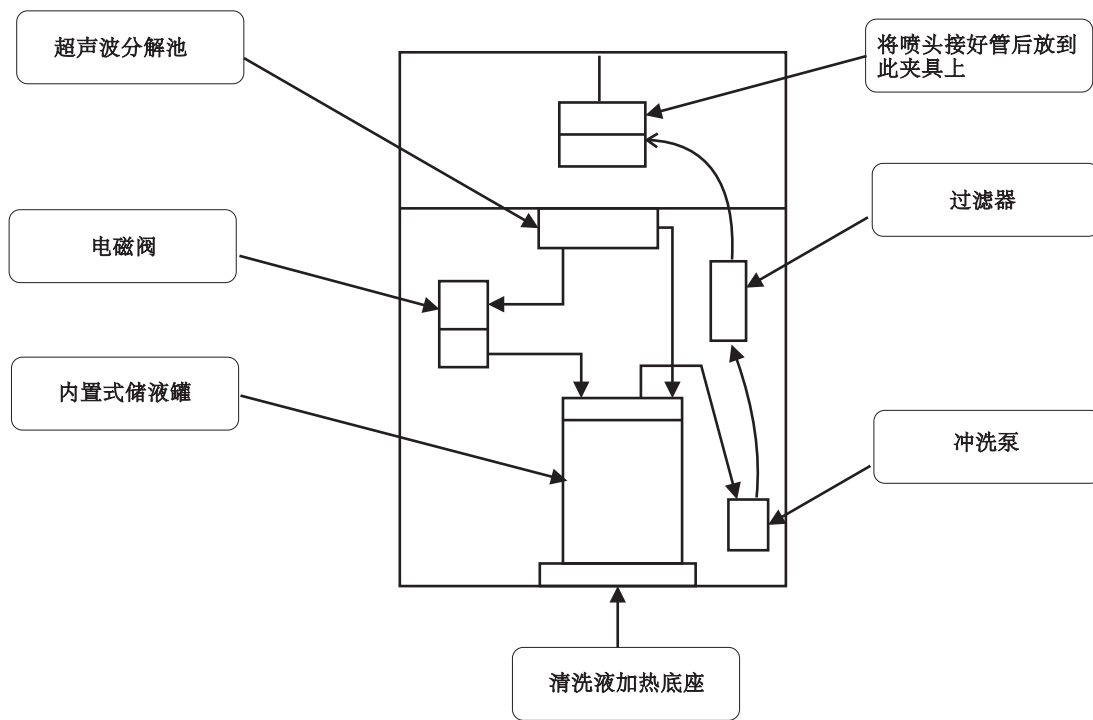 超声波分解池
将喷头接好管后放到
此夹具上
过滤器
电磁阀
内置式储液罐
冲洗泵
清洗液加热底座